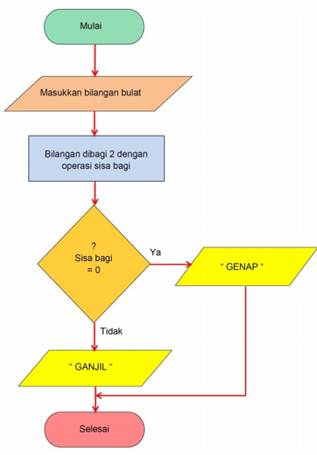 Mulai
Masukkan bilangan bulat
Bilangan dibagi 2 dengan
operasi sisa bagi
?
Sisa bagi
= 0
Ya
" GENAP "
Tidak
" GANJIL "
Selesai